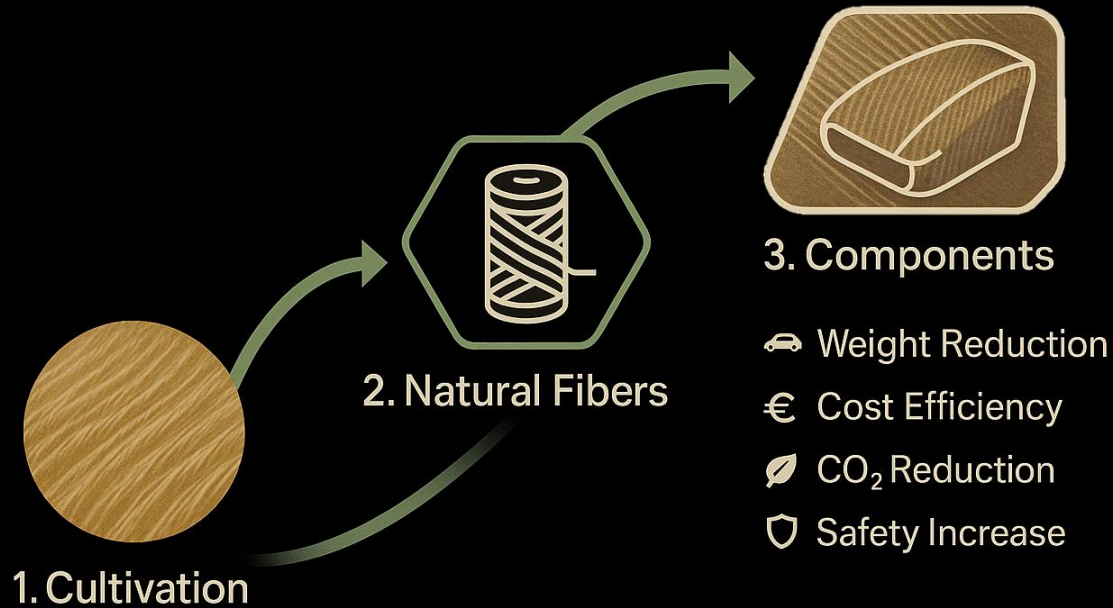 1. Cultivation
2. Natural Fibers
3. Components
Weight Reduction
€ Cost Efficiency
CO₂ Reduction
Safety Increase